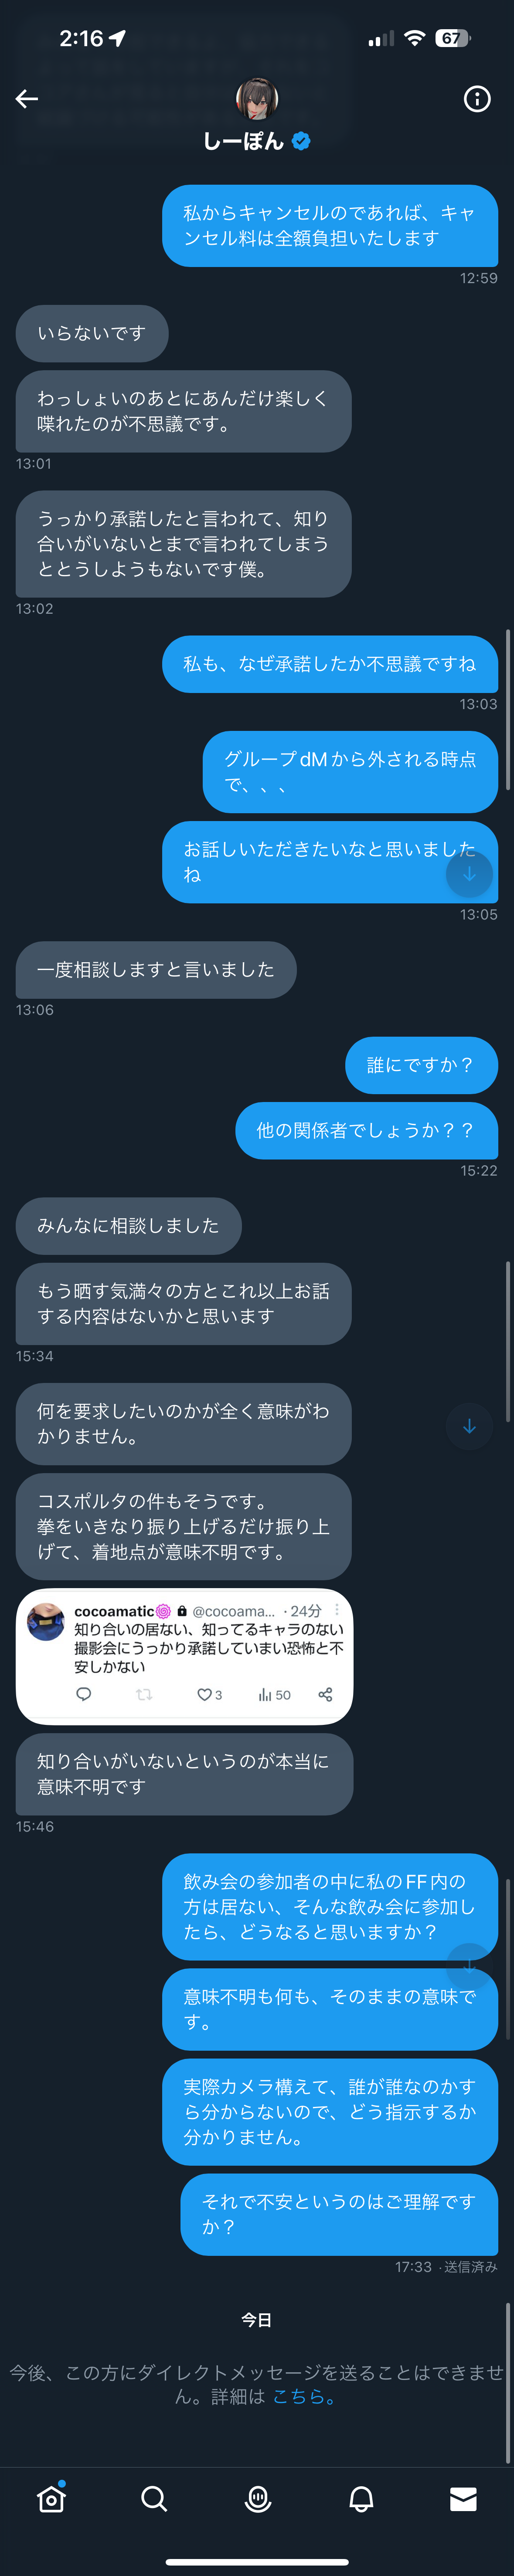 2:16
67
しーぽん
私からキャンセルのであれば、キャ
ンセル料は全額負担いたします
12:59
いらないです
わっしょいのあとにあんだけ楽しく
喋れたのが不思議です。
13:01
うっかり承諾したと言われて、知り
合いがいないとまで言われてしまう
ととうしようもないです僕。
13:02
私も、なぜ承諾したか不思議ですね
13:03
グループdMから外される時点
で、、、
お話しいただきたいなと思いました
ね
13:05
一度相談しますと言いました
13:06
誰にですか？
他の関係者でしょうか？？
15:22
みんなに相談しました
もう晒す気満々の方とこれ以上お話
する内容はないかと思います
15:34
何を要求したいのかが全く意味がわ
かりません。
コスポルタの件もそうです。
拳をいきなり振り上げるだけ振り上
げて、着地点が意味不明です。
cocoamatic @cocoama... ・24分
知り合いの居ない、知ってるキャラのない
撮影会にうっかり承諾していまい恐怖と不
安しかない
3 50
知り合いがいないというのが本当に
意味不明です
15:46
飲み会の参加者の中に私のFF内の
方は居ない、そんな飲み会に参加し
たら、どうなると思いますか？
意味不明も何も、そのままの意味で
す。
実際カメラ構えて、誰が誰なのかす
ら分からないので、どう指示するか
分かりません。
それで不安というのはご理解です
か？
17:33 ・送信済み
今日
今後、この方にダイレクトメッセージを送ることはできませ
ん。詳細は こちら。